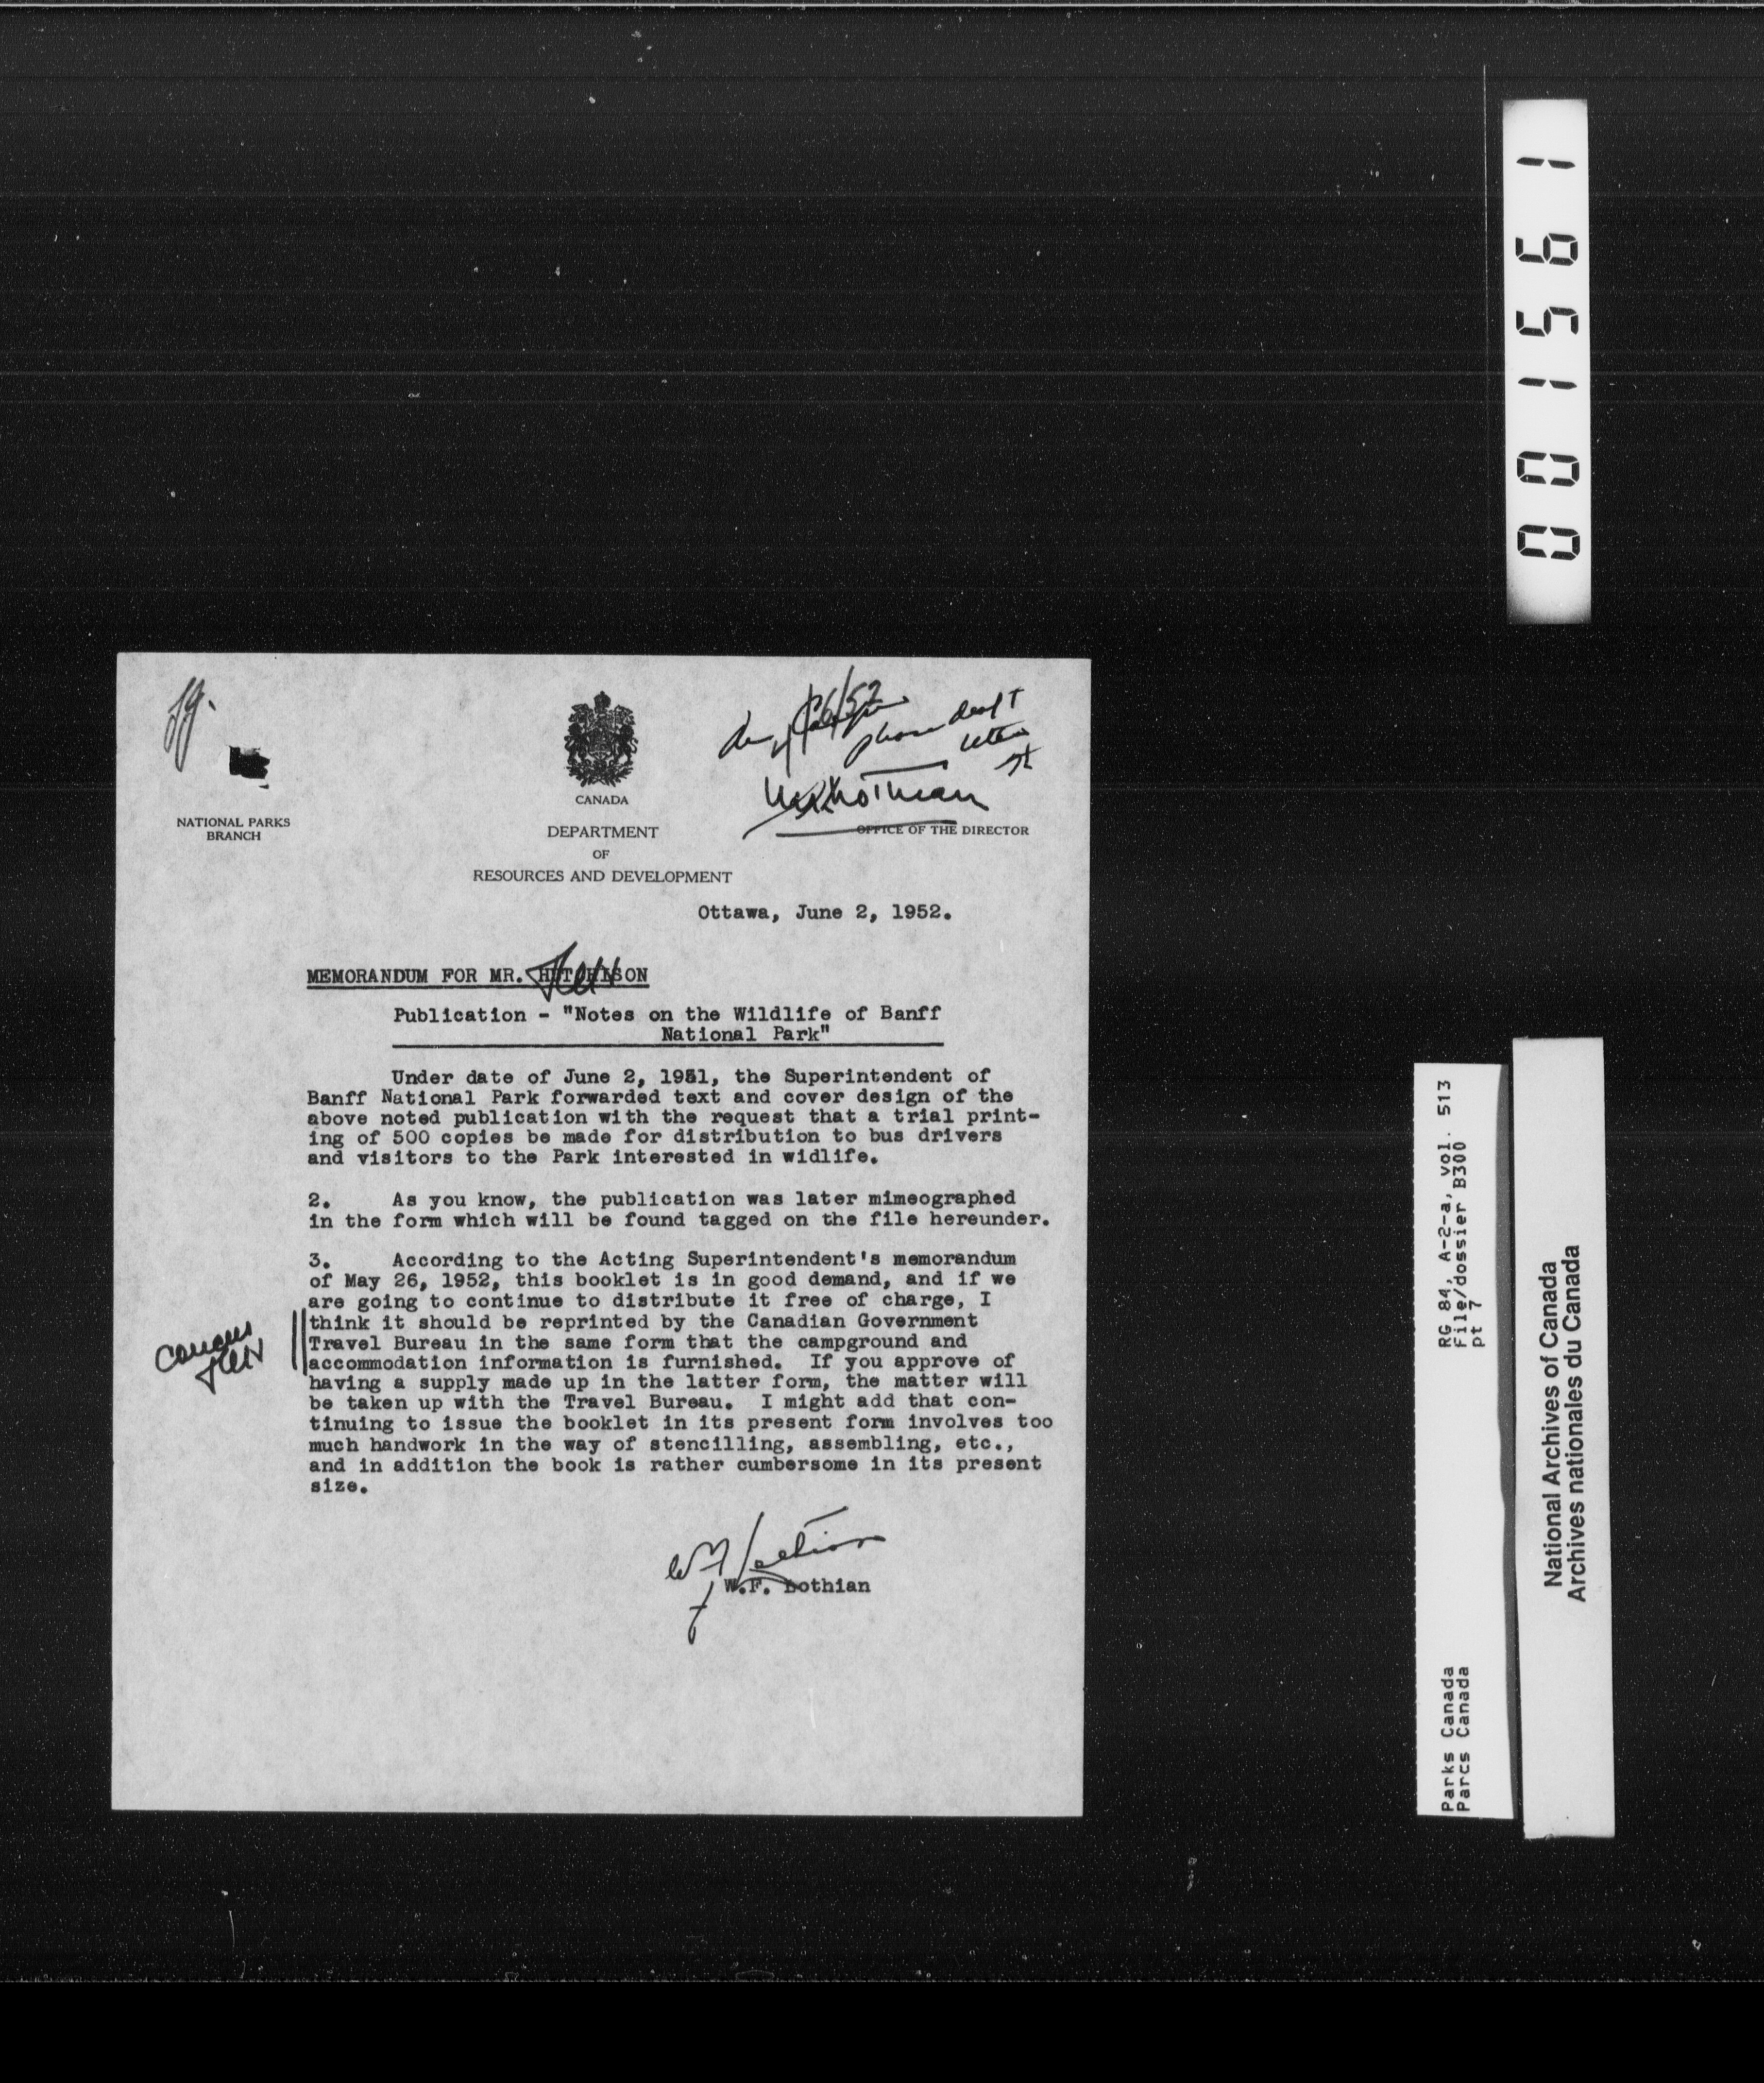 001561
CANADA
NATIONAL PARKS
BRANCH
DEPARTMENT
OF
RESOURCES AND DEVELOPMENT
6/52
please draft
letter
Mr Lothian
OFFICE OF THE DIRECTOR
Ottawa, June 2, 1952.
MEMORANDUM FOR MR. HUTCHISON
Publication - "Notes on the Wildlife of Banff
National Park"
Under date of June 2, 1951, the Superintendent of
Banff National Park forwarded text and cover design of the
above noted publication with the request that a trial print-
ing of 500 copies be made for distribution to bus drivers
and visitors to the Park interested in widlife.
2. As you know, the publication was later mimeographed
in the form which will be found tagged on the file hereunder.
3. According to the Acting Superintendent's memorandum
of May 26, 1952, this booklet is in good demand, and if we
are going to continue to distribute it free of charge, I
think it should be reprinted by the Canadian Government
Travel Bureau in the same form that the campground and
accommodation information is furnished. If you approve of
having a supply made up in the latter form, the matter will
be taken up with the Travel Bureau. I might add that con-
tinuing to issue the booklet in its present form involves too
much handwork in the way of stencilling, assembling, etc.,
and in addition the book is rather cumbersome in its present
size.
W.F. Lothian
W.F. Lothian
RG 84, A-2-a, vol. 513
File/dossier B300
pt 7
Parks Canada
Parcs Canada
National Archives of Canada
Archives nationales du Canada